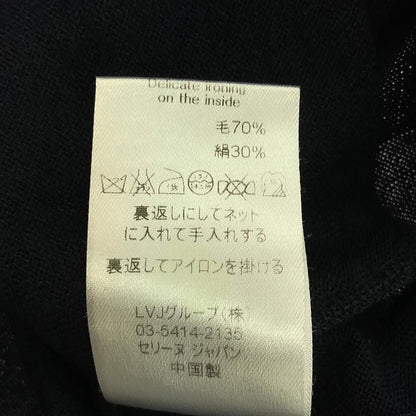 Delicate ironing
on the inside
毛70%
絹30%
裏返しにしてネット
に入れて手入れする
裏返してアイロンを掛ける
LVJグループ(株
03-5414-2135
セリーヌ ジャパン
中国製